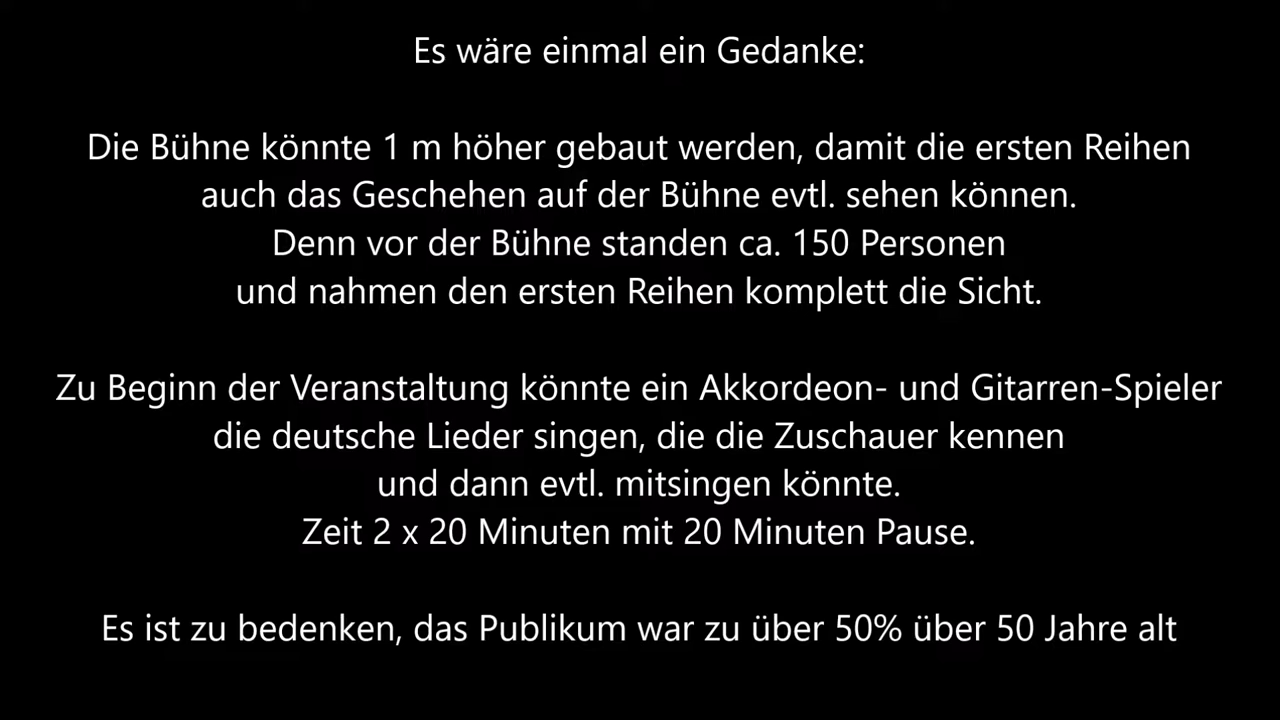 Es wäre einmal ein Gedanke:
Die Bühne könnte 1 m höher gebaut werden, damit die ersten Reihen
auch das Geschehen auf der Bühne evtl. sehen können.
Denn vor der Bühne standen ca. 150 Personen
und nahmen den ersten Reihen komplett die Sicht.
Zu Beginn der Veranstaltung könnte ein Akkordeon- und Gitarren-Spieler
die deutsche Lieder singen, die die Zuschauer kennen
und dann evtl. mitsingen könnte.
Zeit 2 x 20 Minuten mit 20 Minuten Pause.
Es ist zu bedenken, das Publikum war zu über 50% über 50 Jahre alt